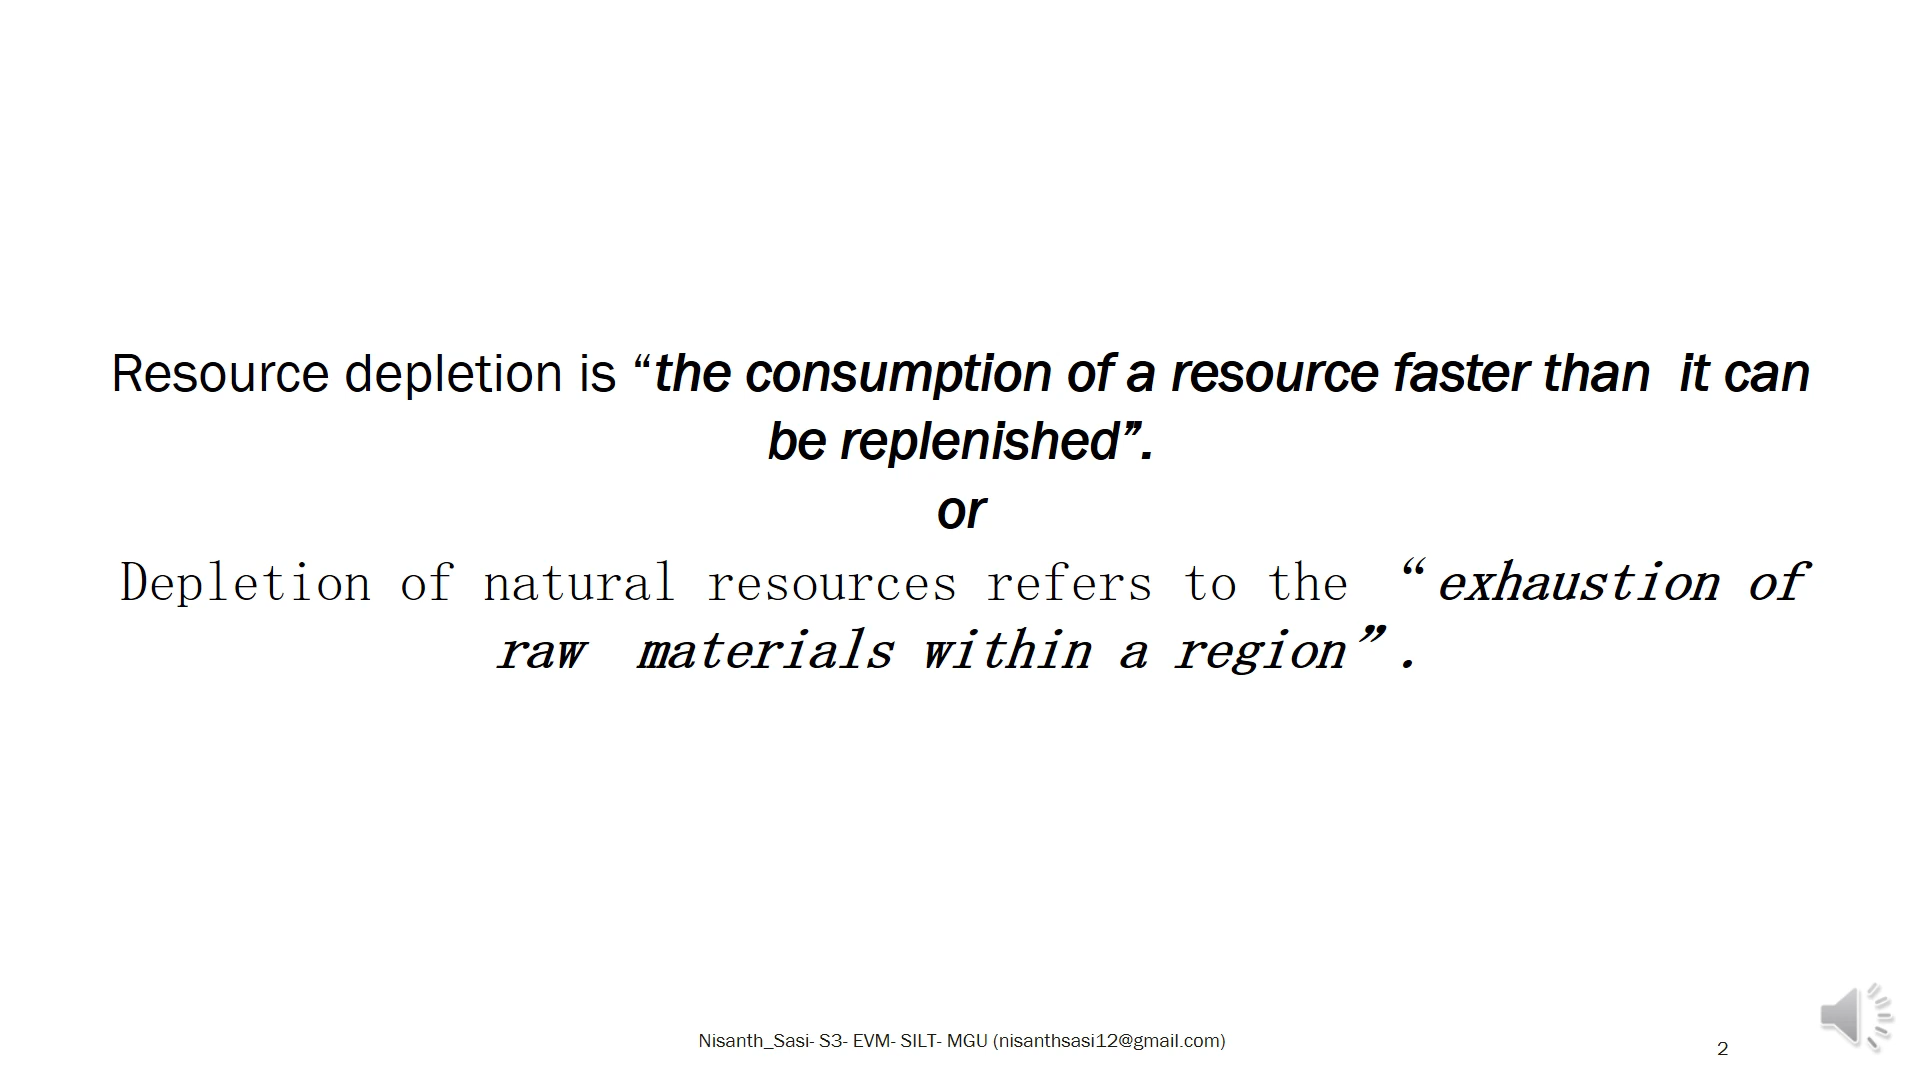 Resource depletion is “the consumption of a resource faster than  it can
be replenished”.
or
Depletion of natural resources refers to the “exhaustion of
raw  materials within a region”.
Nisanth_Sasi- S3- EVM- SILT- MGU (nisanthsasi12@gmail.com)
2